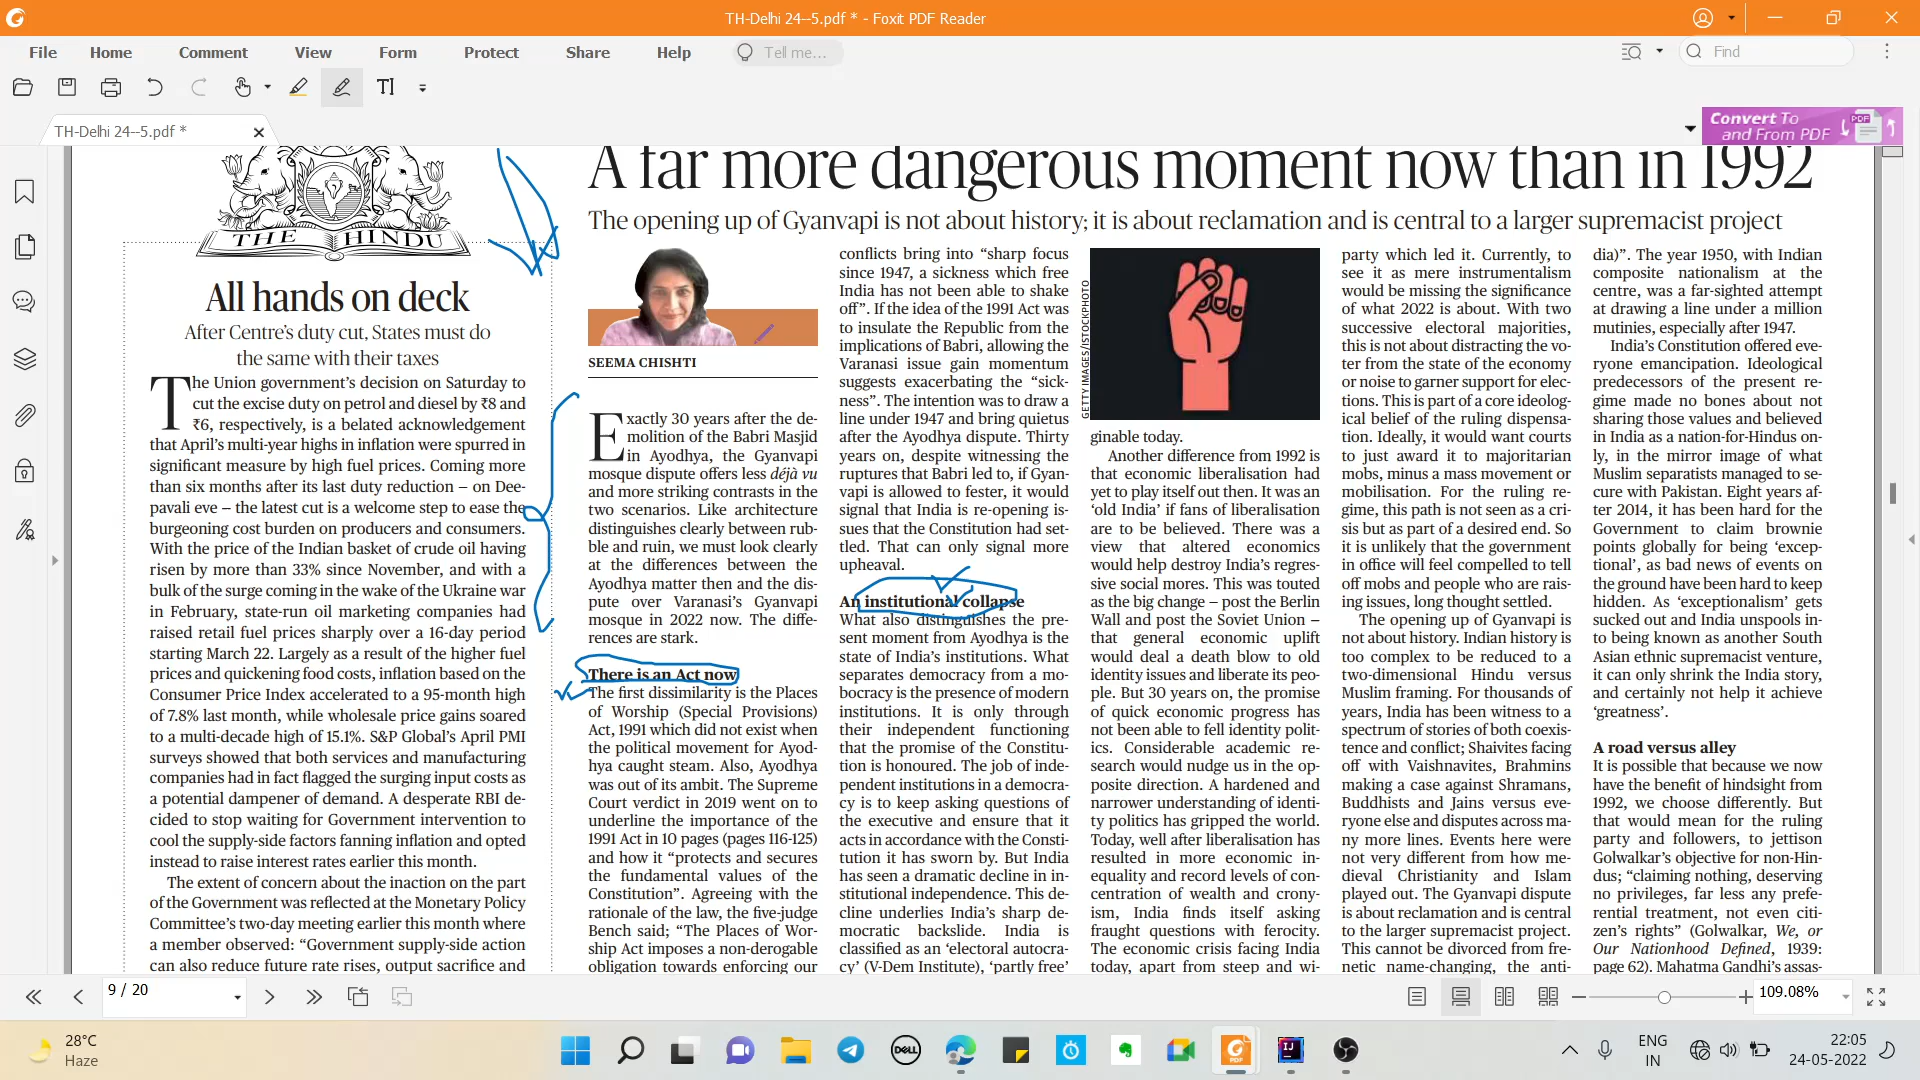 TH-Delhi 24--5.pdf * - Foxit PDF Reader
File Home Comment View Form Protect Share Help Tell me... Find
TH-Delhi 24--5.pdf *
Convert To
and From PDF
THE HINDU
All hands on deck
After Centre's duty cut, States must do
the same with their taxes
The Union government's decision on Saturday to
cut the excise duty on petrol and diesel by ₹8 and
₹6, respectively, is a belated acknowledgement
that April's multi-year highs in inflation were spurred in
significant measure by high fuel prices. Coming more
than six months after its last duty reduction – on Dee-
pavali eve – the latest cut is a welcome step to ease the
burgeoning cost burden on producers and consumers.
With the price of the Indian basket of crude oil having
risen by more than 33% since November, and with a
bulk of the surge coming in the wake of the Ukraine war
in February, state-run oil marketing companies had
raised retail fuel prices sharply over a 16-day period
starting March 22. Largely as a result of the higher fuel
prices and quickening food costs, inflation based on the
Consumer Price Index accelerated to a 95-month high
of 7.8% last month, while wholesale price gains soared
to a multi-decade high of 15.1%. S&P Global's April PMI
surveys showed that both services and manufacturing
companies had in fact flagged the surging input costs as
a potential dampener of demand. A desperate RBI de-
cided to stop waiting for Government intervention to
cool the supply-side factors fanning inflation and opted
instead to raise interest rates earlier this month.
The extent of concern about the inaction on the part
of the Government was reflected at the Monetary Policy
Committee's two-day meeting earlier this month where
a member observed: "Government supply-side action
can also reduce future rate rises, output sacrifice and
A far more dangerous moment now than in 1992
The opening up of Gyanvapi is not about history; it is about reclamation and is central to a larger supremacist project
SEEMA CHISHTI
Exactly 30 years after the de-
molition of the Babri Masjid
in Ayodhya, the Gyanvapi
mosque dispute offers less déjà vu
and more striking contrasts in the
two scenarios. Like architecture
distinguishes clearly between rub-
ble and ruin, we must look clearly
at the differences between the
Ayodhya matter then and the dis-
pute over Varanasi's Gyanvapi
mosque in 2022 now. The diffe-
rences are stark.
There is an Act now
The first dissimilarity is the Places
of Worship (Special Provisions)
Act, 1991 which did not exist when
the political movement for Ayod-
hya caught steam. Also, Ayodhya
was out of its ambit. The Supreme
Court verdict in 2019 went on to
underline the importance of the
1991 Act in 10 pages (pages 116-125)
and how it "protects and secures
the fundamental values of the
Constitution". Agreeing with the
rationale of the law, the five-judge
Bench said; "The Places of Wor-
ship Act imposes a non-derogable
obligation towards enforcing our
conflicts bring into "sharp focus
since 1947, a sickness which free
India has not been able to shake
off". If the idea of the 1991 Act was
to insulate the Republic from the
implications of Babri, allowing the
Varanasi issue gain momentum
suggests exacerbating the "sick-
ness". The intention was to draw a
line under 1947 and bring quietus
after the Ayodhya dispute. Thirty
years on, despite witnessing the
ruptures that Babri led to, if Gyan-
vapi is allowed to fester, it would
signal that India is re-opening is-
sues that the Constitution had set-
tled. That can only signal more
upheaval.
An institutional collapse
What also distinguishes the pre-
sent moment from Ayodhya is the
state of India's institutions. What
separates democracy from a mo-
bocracy is the presence of modern
institutions. It is only through
their independent functioning
that the promise of the Constitu-
tion is honoured. The job of inde-
pendent institutions in a democra-
cy is to keep asking questions of
the executive and ensure that it
acts in accordance with the Consti-
tution it has sworn by. But India
has seen a dramatic decline in in-
stitutional independence. This de-
cline underlies India's sharp de-
mocratic backslide. India is
classified as an 'electoral autocra-
cy' (V-Dem Institute), 'partly free'
GETTY IMAGES/ISTOCKPHOTO
ginable today.
Another difference from 1992 is
that economic liberalisation had
yet to play itself out then. It was an
'old India' if fans of liberalisation
are to be believed. There was a
view that altered economics
would help destroy India's regres-
sive social mores. This was touted
as the big change – post the Berlin
Wall and post the Soviet Union –
that general economic uplift
would deal a death blow to old
identity issues and liberate its peo-
ple. But 30 years on, the promise
of quick economic progress has
not been able to fell identity polit-
ics. Considerable academic re-
search would nudge us in the op-
posite direction. A hardened and
narrower understanding of identi-
ty politics has gripped the world.
Today, well after liberalisation has
resulted in more economic in-
equality and record levels of con-
centration of wealth and crony-
ism, India finds itself asking
fraught questions with ferocity.
The economic crisis facing India
today, apart from steep and wi-
party which led it. Currently, to
see it as mere instrumentalism
would be missing the significance
of what 2022 is about. With two
successive electoral majorities,
this is not about distracting the vo-
ter from the state of the economy
or noise to garner support for elec-
tions. This is part of a core ideolog-
ical belief of the ruling dispensa-
tion. Ideally, it would want courts
to just award it to majoritarian
mobs, minus a mass movement or
mobilisation. For the ruling re-
gime, this path is not seen as a cri-
sis but as part of a desired end. So
it is unlikely that the government
in office will feel compelled to tell
off mobs and people who are rais-
ing issues, long thought settled.
The opening up of Gyanvapi is
not about history. Indian history is
too complex to be reduced to a
two-dimensional Hindu versus
Muslim framing. For thousands of
years, India has been witness to a
spectrum of stories of both coexis-
tence and conflict; Shaivites facing
off with Vaishnavites, Brahmins
making a case against Shramans,
Buddhists and Jains versus eve-
ryone else and disputes across ma-
ny more lines. Events here were
not very different from how me-
dieval Christianity and Islam
played out. The Gyanvapi dispute
is about reclamation and is central
to the larger supremacist project.
This cannot be divorced from fre-
netic name-changing, the anti-
dia)". The year 1950, with Indian
composite nationalism at the
centre, was a far-sighted attempt
at drawing a line under a million
mutinies, especially after 1947.
India's Constitution offered eve-
ryone emancipation. Ideological
predecessors of the present re-
gime made no bones about not
sharing those values and believed
in India as a nation-for-Hindus on-
ly, in the mirror image of what
Muslim separatists managed to se-
cure with Pakistan. Eight years af-
ter 2014, it has been hard for the
Government to claim brownie
points globally for being 'excep-
tional', as bad news of events on
the ground have been hard to keep
hidden. As 'exceptionalism' gets
sucked out and India unspools in-
to being known as another South
Asian ethnic supremacist venture,
it can only shrink the India story,
and certainly not help it achieve
'greatness'.
A road versus alley
It is possible that because we now
have the benefit of hindsight from
1992, we choose differently. But
that would mean for the ruling
party and followers, to jettison
Golwalkar's objective for non-Hin-
dus; "claiming nothing, deserving
no privileges, far less any prefe-
rential treatment, not even citi-
zen's rights" (Golwalkar, We, or
Our Nationhood Defined, 1939:
page 62). Mahatma Gandhi's assas-
9 / 20
109.08%
28°C
Haze
DELL
PDF
IJ
ENG
IN
22:05
24-05-2022